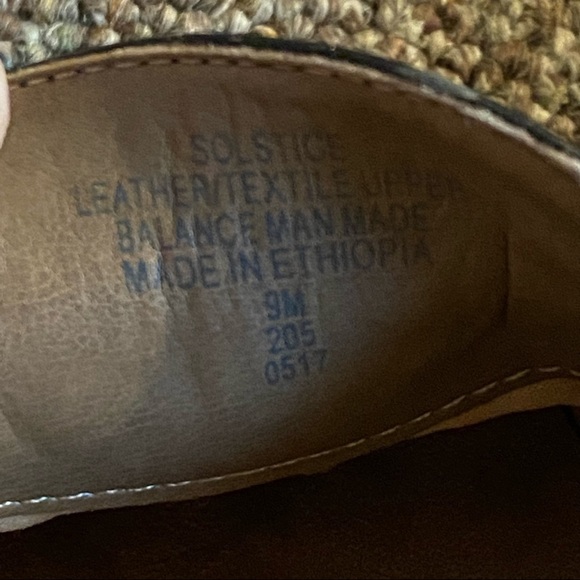 SOLSTICE
LEATHER/TEXTILE UPPER
BALANCE MAN MADE
MADE IN ETHIOPIA
9M
205
0517